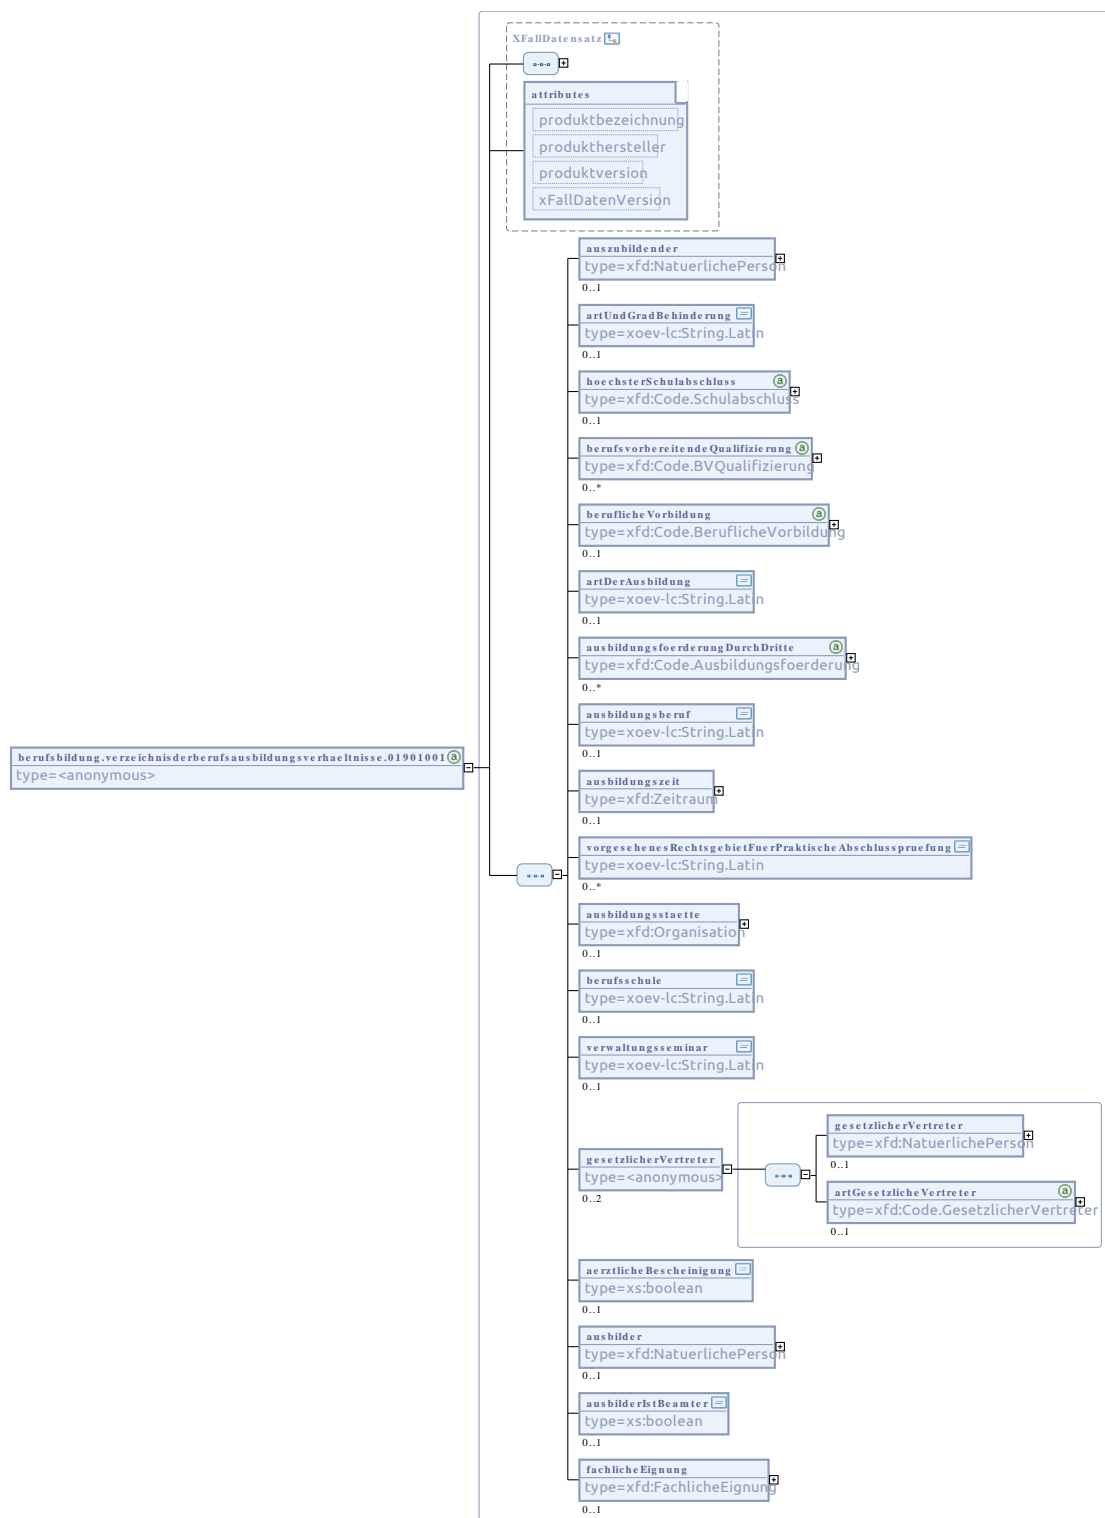 XFallDatensatz
attributes
produktbezeichnung
produkthersteller
produktversion
xFallDatenVersion
auszubildender
type=xfd:NatuerlichePerson
0..1
artUndGradBehinderung
type=xoev-lc:String.Latin
0..1
hoechsterSchulabschluss
type=xfd:Code.Schulabschluss
0..1
berufsvorbereitendeQualifizierung
type=xfd:Code.BVQualifizierung
0..*
beruflicheVorbildung
type=xfd:Code.BeruflicheVorbildung
0..1
artDerAusbildung
type=xoev-lc:String.Latin
0..1
ausbildungsfoerderungDurchDritte
type=xfd:Code.Ausbildungsfoerderung
0..*
ausbildungsberuf
type=xoev-lc:String.Latin
0..1
berufsbildung.verzeichnisderberufsausbildungsverhaeltnisse.01901001
type=<anonymous>
ausbildungszeit
type=xfd:Zeitraum
0..1
vorgesehenesRechtsgebietFuerPraktischeAbschlusspruefung
type=xoev-lc:String.Latin
0..*
ausbildungsstaette
type=xfd:Organisation
0..1
berufsschule
type=xoev-lc:String.Latin
0..1
verwaltungsseminar
type=xoev-lc:String.Latin
0..1
gesetzlicherVertreter
type=<anonymous>
0..2
gesetzlicherVertreter
type=xfd:NatuerlichePerson
0..1
artGesetzlicheVertreter
type=xfd:Code.GesetzlicherVertreter
0..1
aerztlicheBescheinigung
type=xs:boolean
0..1
ausbilder
type=xfd:NatuerlichePerson
0..1
ausbilderIstBeamter
type=xs:boolean
0..1
fachlicheEignung
type=xfd:FachlicheEignung
0..1